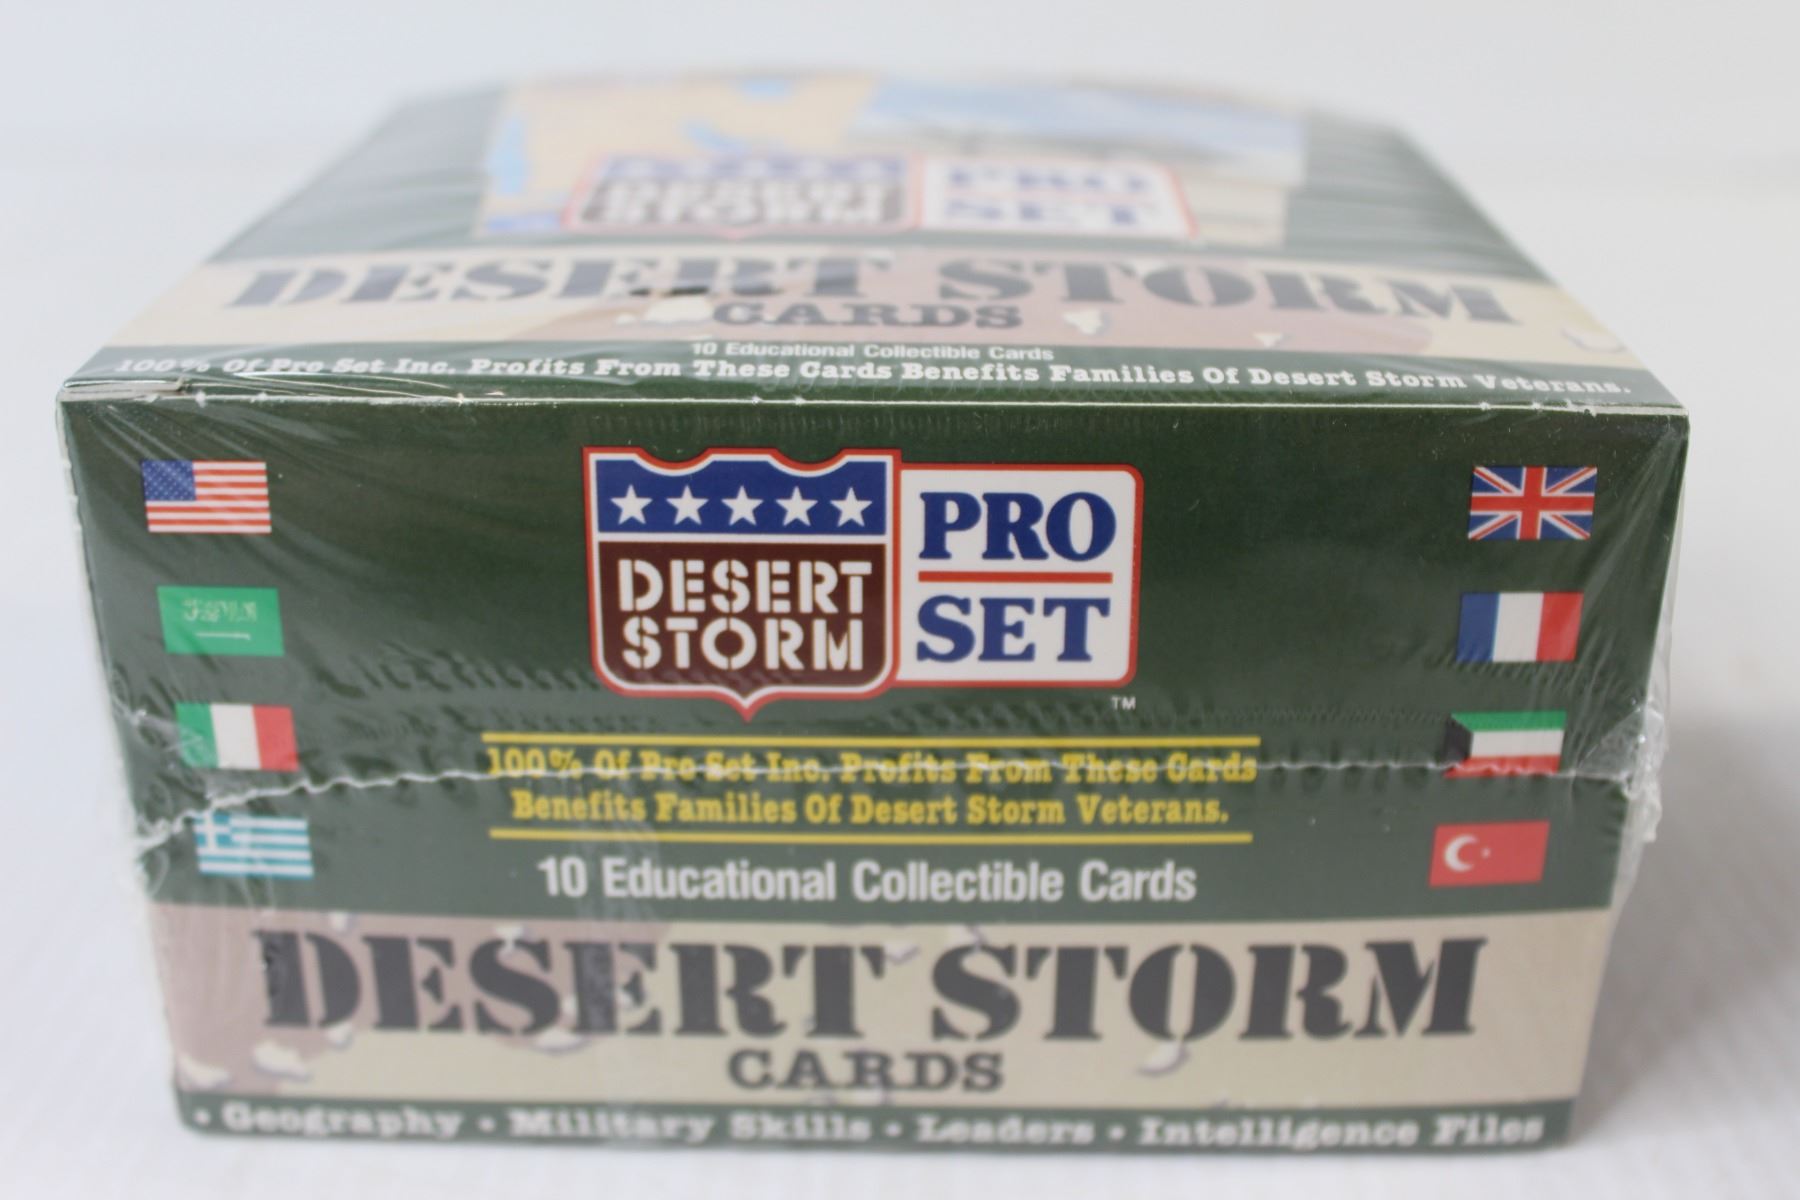 DESERT
STORM
PRO
SET
DESERT STORM
CARDS
10 Educational Collectible Cards
100% Of Pro Set Inc. Profits From These Cards Benefits Families Of Desert Storm Veterans.
DESERT
STORM
PRO
SET
TM
100% Of Pro Set Inc. Profits From These Cards
Benefits Families Of Desert Storm Veterans.
10 Educational Collectible Cards
DESERT STORM
CARDS
• Geography • Military Skills • Leaders • Intelligence Files